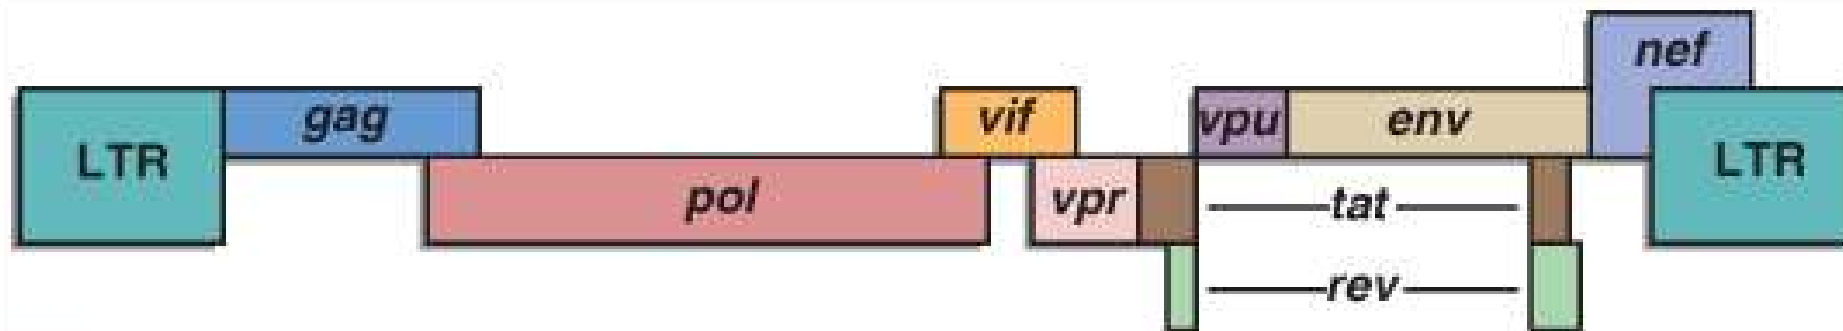 nef
LTR gag vif vpu env LTR
pol vpr tat
rev